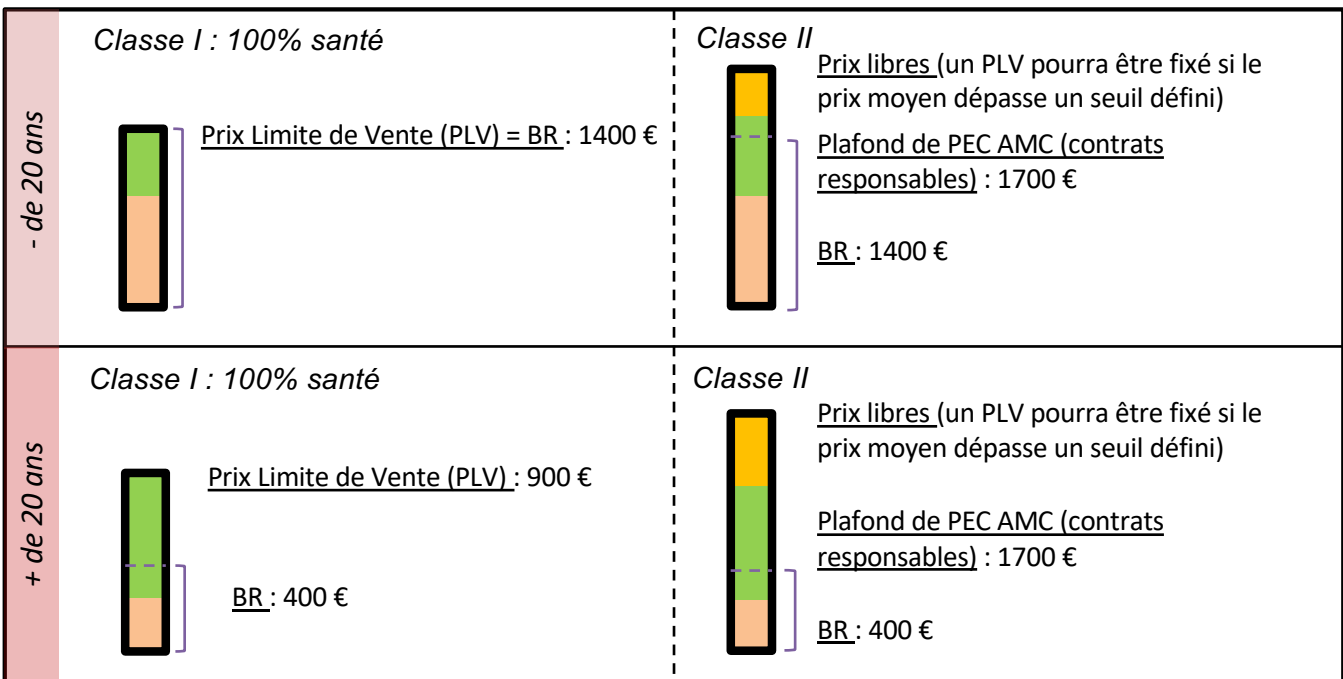 - de 20 ans
Classe I : 100% santé
Prix Limite de Vente (PLV) = BR : 1400 €
Classe II
Prix libres (un PLV pourra être fixé si le
prix moyen dépasse un seuil défini)
Plafond de PEC AMC (contrats
responsables) : 1700 €
BR : 1400 €
+ de 20 ans
Classe I : 100% santé
Prix Limite de Vente (PLV) : 900 €
BR : 400 €
Classe II
Prix libres (un PLV pourra être fixé si le
prix moyen dépasse un seuil défini)
Plafond de PEC AMC (contrats
responsables) : 1700 €
BR : 400 €